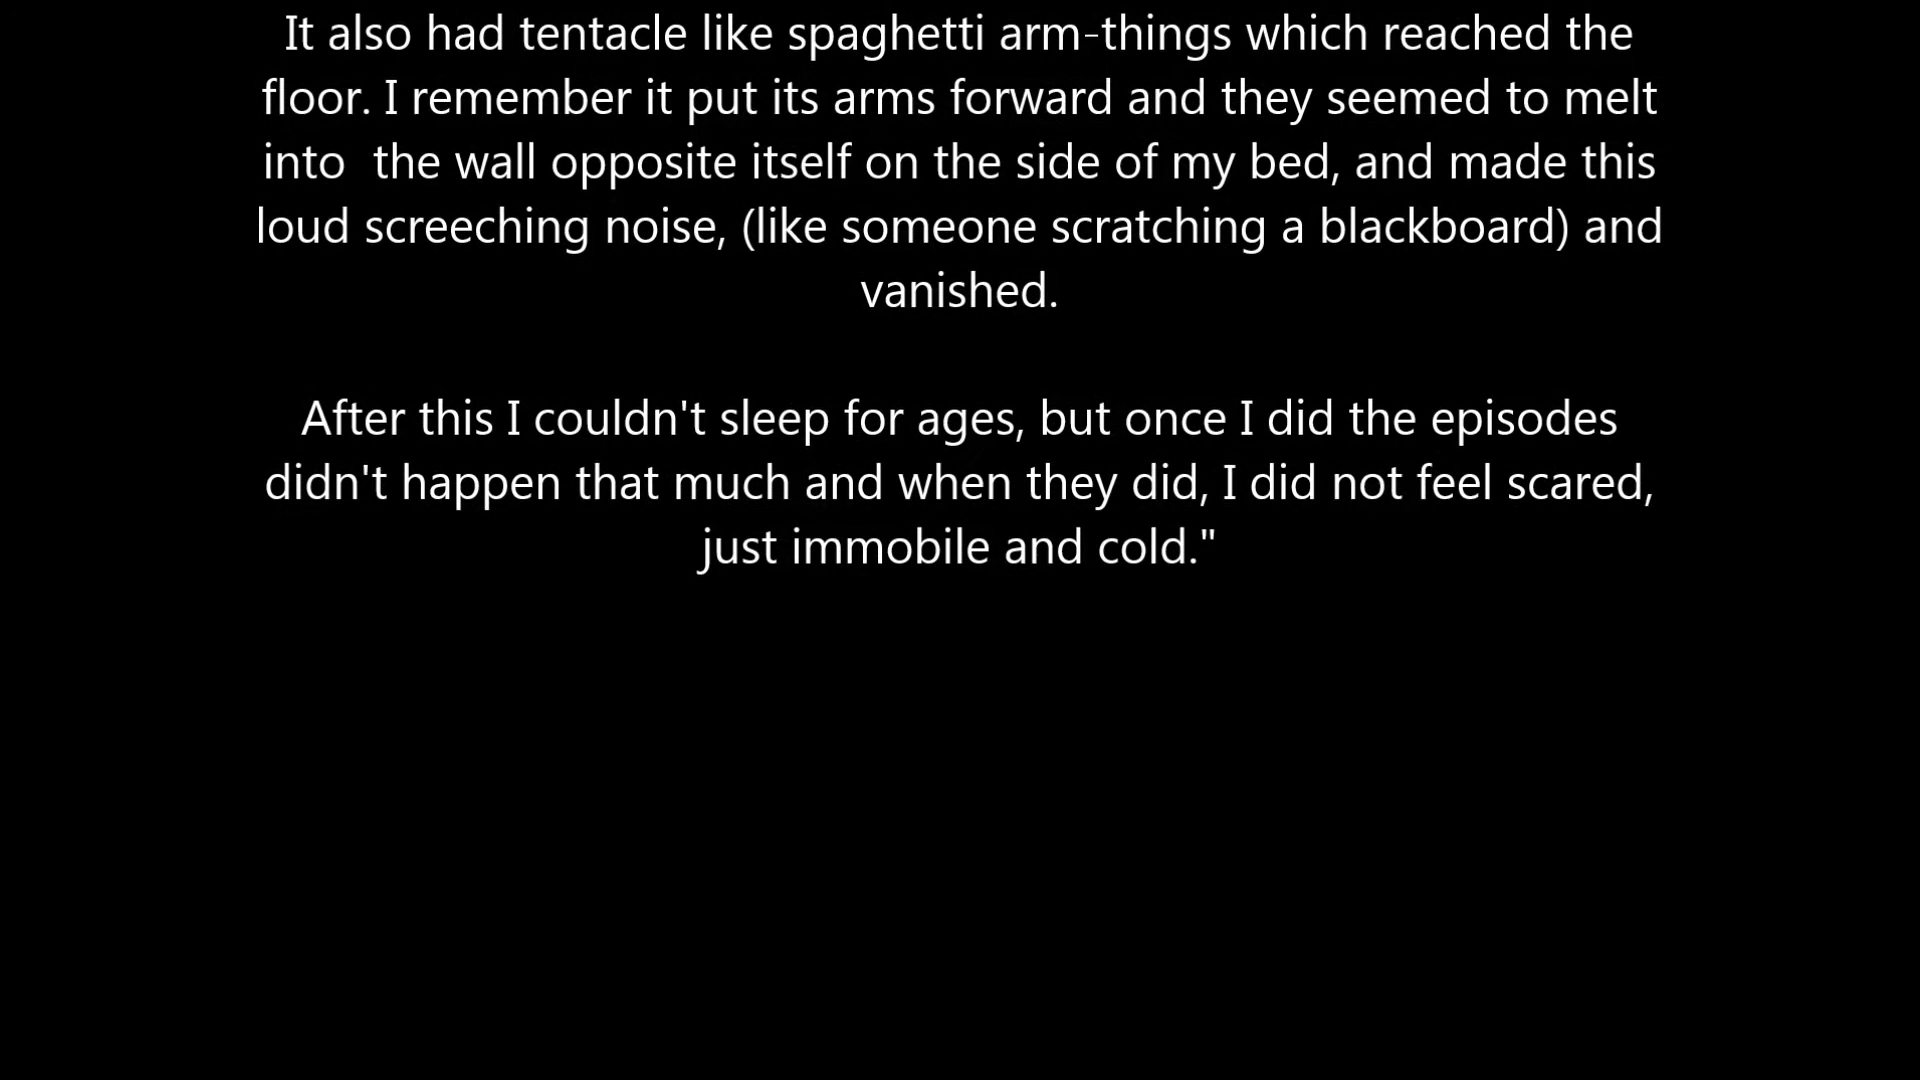 It also had tentacle like spaghetti arm-things which reached the
floor. I remember it put its arms forward and they seemed to melt
into  the wall opposite itself on the side of my bed, and made this
loud screeching noise, (like someone scratching a blackboard) and
vanished.

After this I couldn't sleep for ages, but once I did the episodes
didn't happen that much and when they did, I did not feel scared,
just immobile and cold."